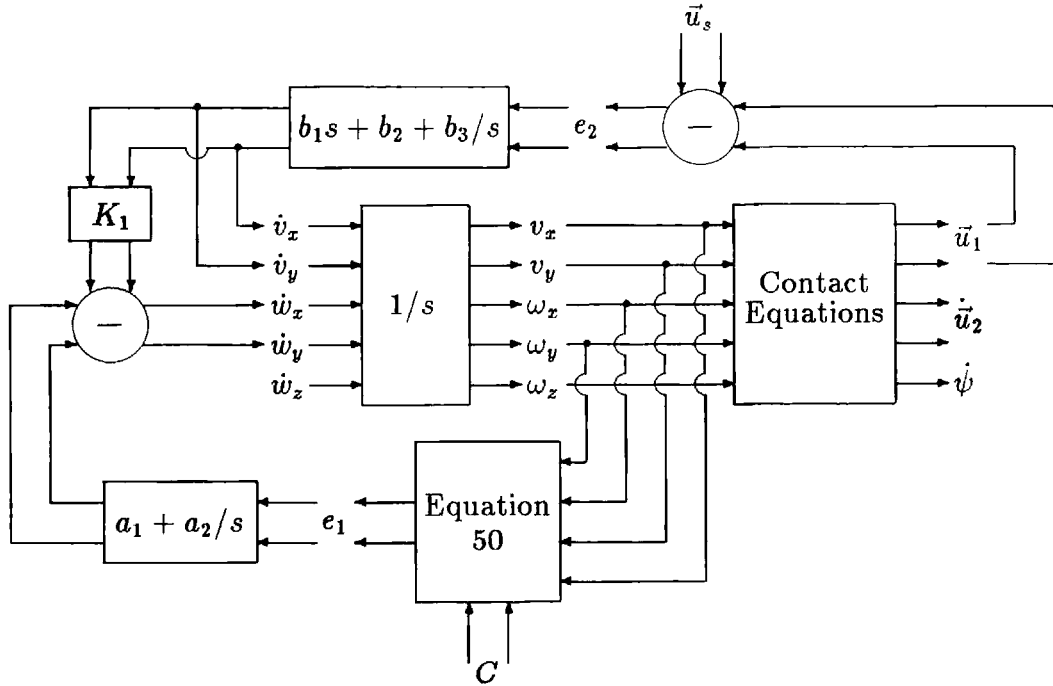 $\vec{u}_s$
$b_1 s + b_2 + b_3/s$
$e_2$
−
$K_1$
$\dot{v}_x$
$v_x$
$\vec{u}_1$
$\dot{v}_y$
$v_y$
Contact
Equations
−
$\dot{w}_x$
$1/s$
$\omega_x$
$\dot{\vec{u}}_2$
$\dot{w}_y$
$\omega_y$
$\dot{w}_z$
$\omega_z$
$\dot{\psi}$
$a_1 + a_2/s$
$e_1$
Equation
50
$C$